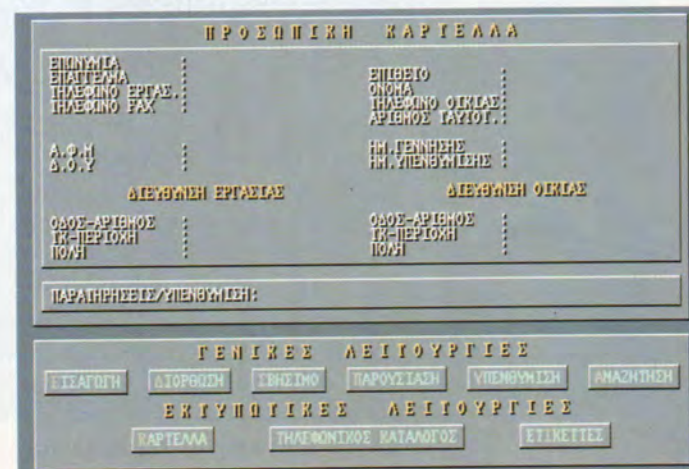 ΠΡΟΣΩΠΙΚΗ ΚΑΡΤΕΛΛΑ
ΕΠΩΝΥΜΙΑ :
ΕΠΑΓΓΕΛΜΑ :
ΤΗΛΕΦΩΝΟ ΕΡΓΑΣ.:
ΤΗΛΕΦΩΝΟ FAX :
Α.Φ.Μ :
Δ.Ο.Υ :
ΕΠΙΘΕΤΟ :
ΟΝΟΜΑ :
ΤΗΛΕΦΩΝΟ ΟΙΚΙΑΣ:
ΑΡΙΘΜΟΣ ΤΑΥΤΟΤ.:
ΗΜ.ΓΕΝΝΗΣΗΣ :
ΗΜ.ΥΠΕΝΘΥΜΙΣΗΣ :
ΔΙΕΥΘΥΝΣΗ ΕΡΓΑΣΙΑΣ
ΟΔΟΣ-ΑΡΙΘΜΟΣ :
ΤΚ-ΠΕΡΙΟΧΗ :
ΠΟΛΗ :
ΔΙΕΥΘΥΝΣΗ ΟΙΚΙΑΣ
ΟΔΟΣ-ΑΡΙΘΜΟΣ :
ΤΚ-ΠΕΡΙΟΧΗ :
ΠΟΛΗ :
ΠΑΡΑΤΗΡΗΣΕΙΣ/ΥΠΕΝΘΥΜΙΣΗ:
ΓΕΝΙΚΕΣ ΛΕΙΤΟΥΡΓΙΕΣ
ΕΙΣΑΓΩΓΗ ΔΙΟΡΘΩΣΗ ΣΒΗΣΙΜΟ ΠΑΡΟΥΣΙΑΣΗ ΥΠΕΝΘΥΜΙΣΗ ΑΝΑΖΗΤΗΣΗ
ΕΚΤΥΠΩΤΙΚΕΣ ΛΕΙΤΟΥΡΓΙΕΣ
ΚΑΡΤΕΛΛΑ ΤΗΛΕΦΩΝΙΚΟΣ ΚΑΤΑΛΟΓΟΣ ΕΤΙΚΕΤΤΕΣ